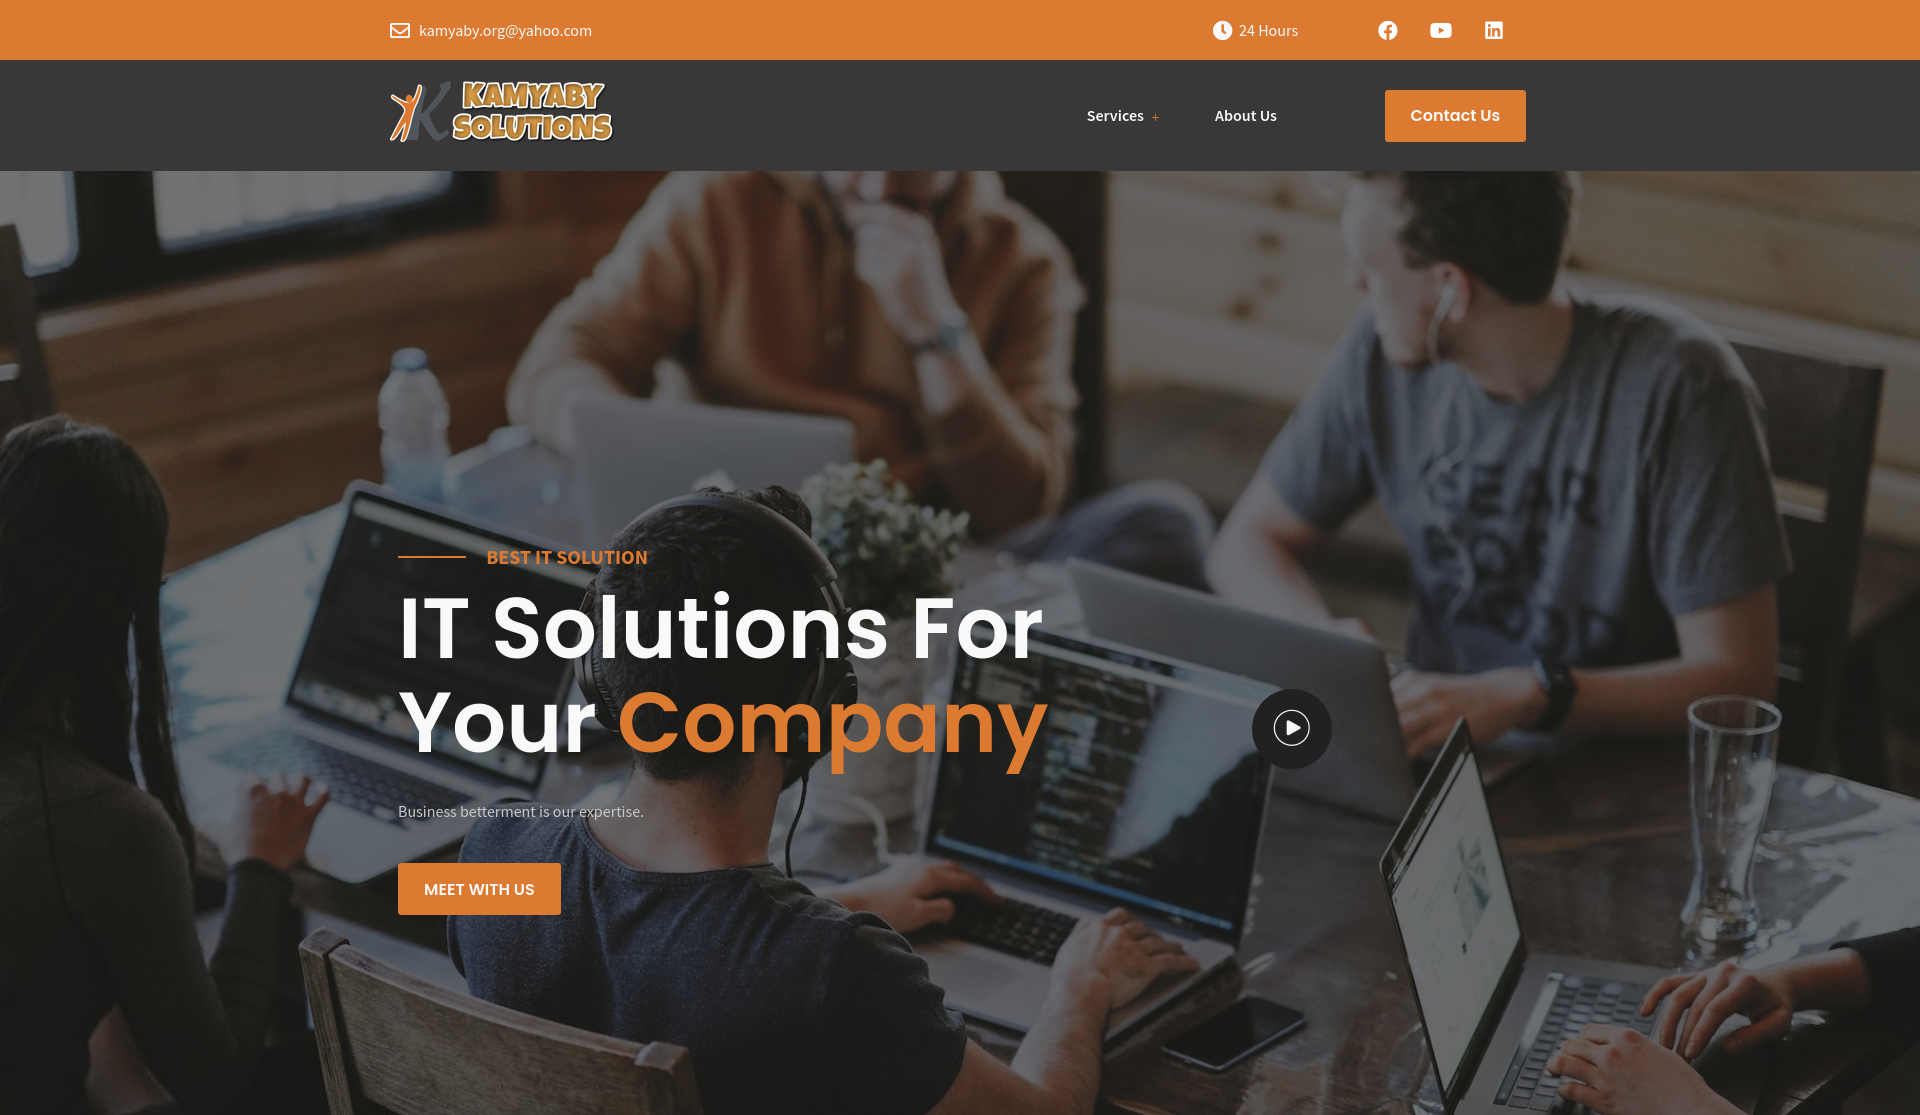 kamyaby.org@yahoo.com
24 Hours
KAMYABY
SOLUTIONS
Services +
About Us
Contact Us
BEST IT SOLUTION
IT Solutions For
Your Company
Business betterment is our expertise.
MEET WITH US